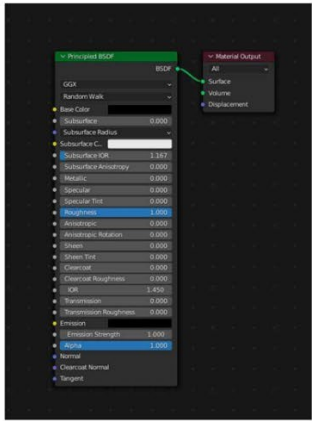 Principled BSDF
BSDF
GGX
Random Walk
Base Color
Subsurface 0.000
Subsurface Radius
Subsurface C...
Subsurface IOR 1.167
Subsurface Anisotropy 0.000
Metallic 0.000
Specular 0.000
Specular Tint 0.000
Roughness 1.000
Anisotropic 0.000
Anisotropic Rotation 0.000
Sheen 0.000
Sheen Tint 0.000
Clearcoat 0.000
Clearcoat Roughness 0.000
IOR 1.450
Transmission 0.000
Transmission Roughness 0.000
Emission
Emission Strength 1.000
Alpha 1.000
Normal
Clearcoat Normal
Tangent
Material Output
All
Surface
Volume
Displacement